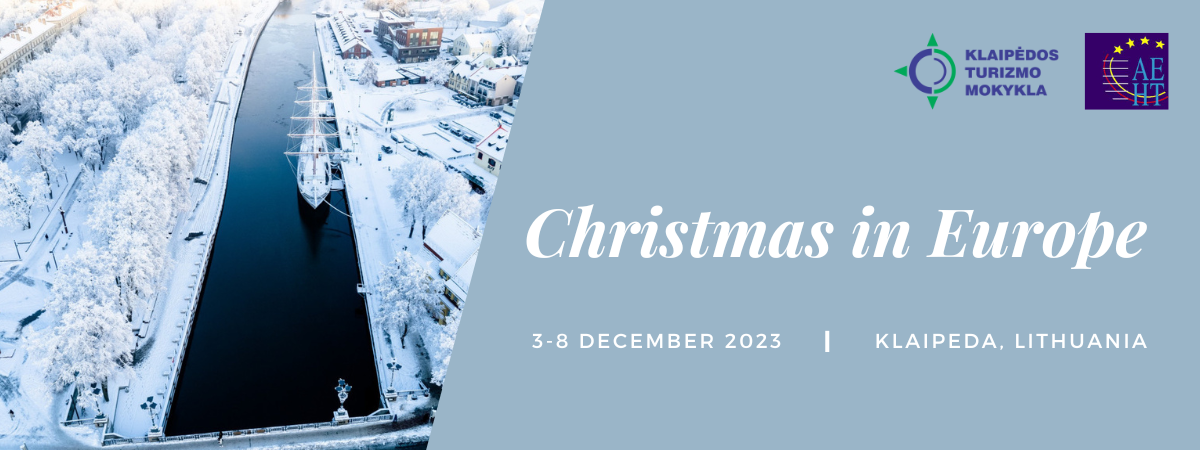 KLAIPĖDOS
TURIZMO
MOKYKLA
AE
HT
Christmas in Europe
3-8 DECEMBER 2023 | KLAIPEDA, LITHUANIA